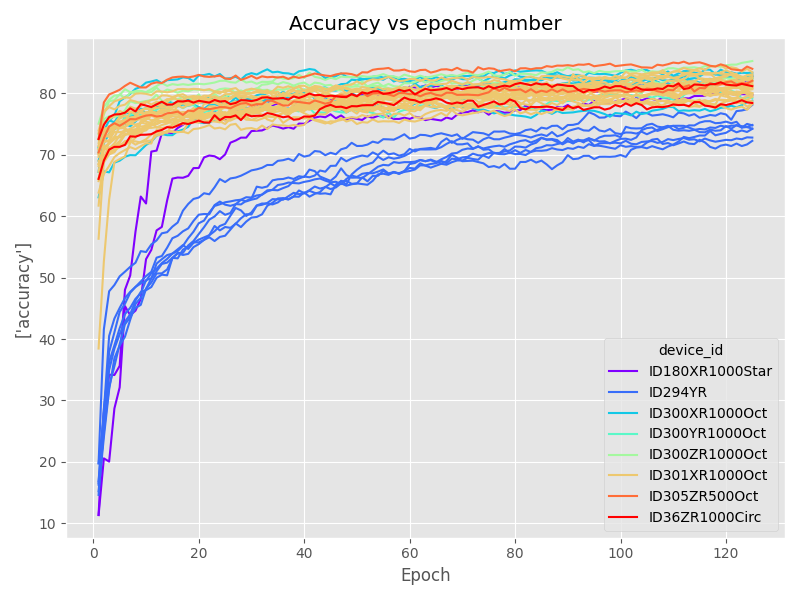 Accuracy vs epoch number
['accuracy']
80
70
60
50
40
30
20
10
0
20
40
60
80
100
120
Epoch
device_id
ID180XR1000Star
ID294YR
ID300XR1000Oct
ID300YR1000Oct
ID300ZR1000Oct
ID301XR1000Oct
ID305ZR500Oct
ID36ZR1000Circ